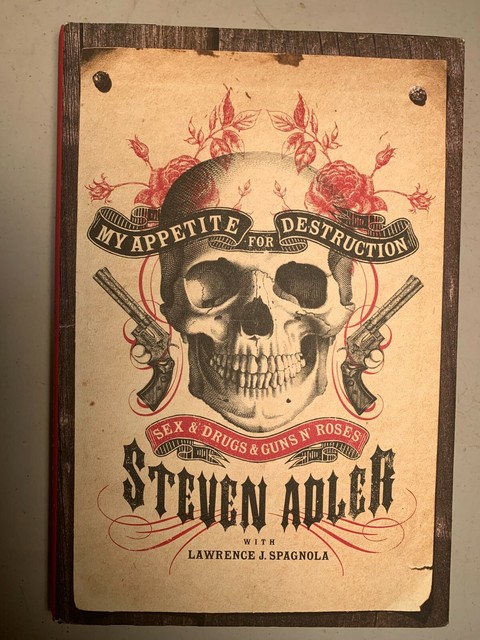 MY APPETITE FOR DESTRUCTION
SEX & DRUGS & GUNS N' ROSES
STEVEN ADLER
WITH
LAWRENCE J. SPAGNOLA